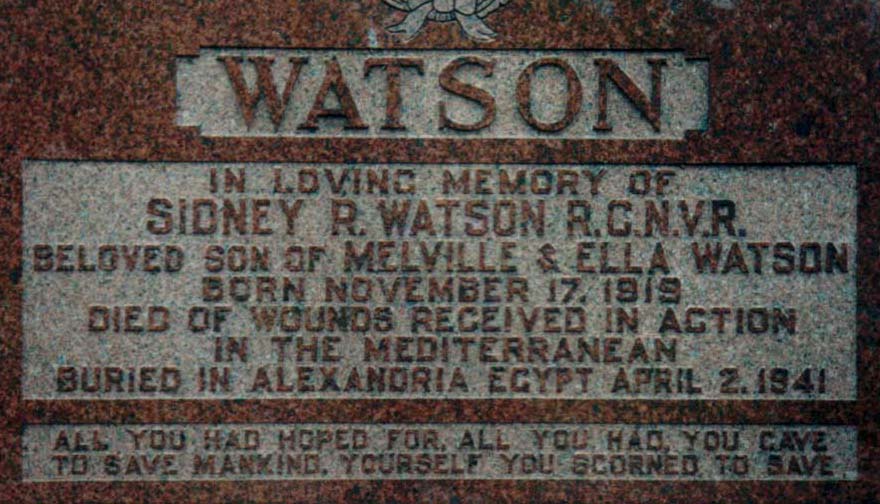 WATSON
IN LOVING MEMORY OF
SIDNEY R. WATSON R.C.N.V.R.
BELOVED SON OF MELVILLE & ELLA WATSON
BORN NOVEMBER 17, 1919
DIED OF WOUNDS RECEIVED IN ACTION
IN THE MEDITERRANEAN
BURIED IN ALEXANDRIA EGYPT APRIL 2, 1941
ALL YOU HAD HOPED FOR, ALL YOU HAD, YOU GAVE
TO SAVE MANKIND, YOURSELF YOU SCORNED TO SAVE.